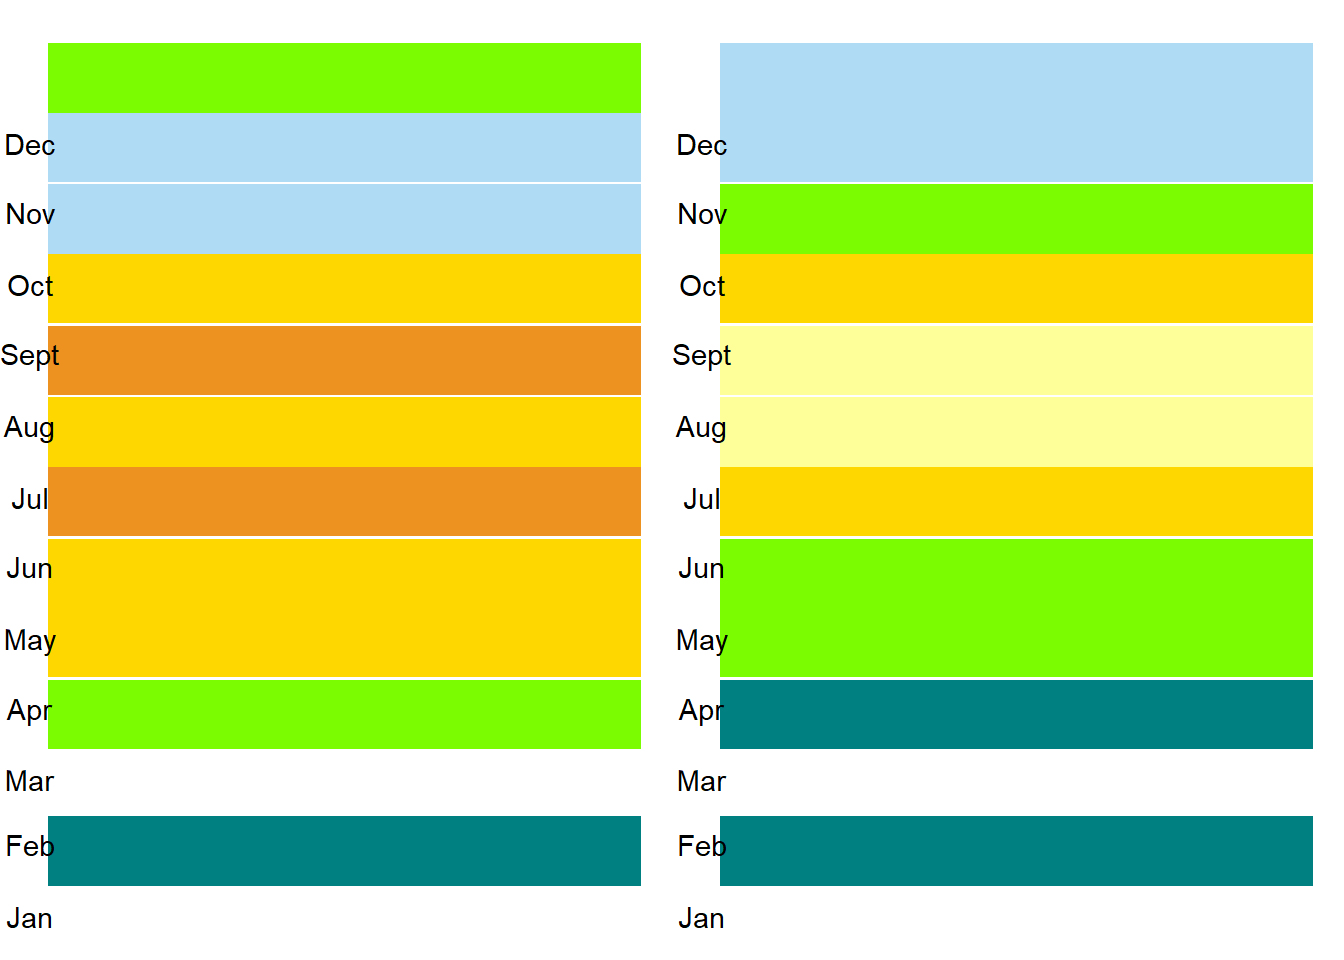 Dec
Nov
Oct
Sept
Aug
Jul
Jun
May
Apr
Mar
Feb
Jan
Dec
Nov
Oct
Sept
Aug
Jul
Jun
May
Apr
Mar
Feb
Jan